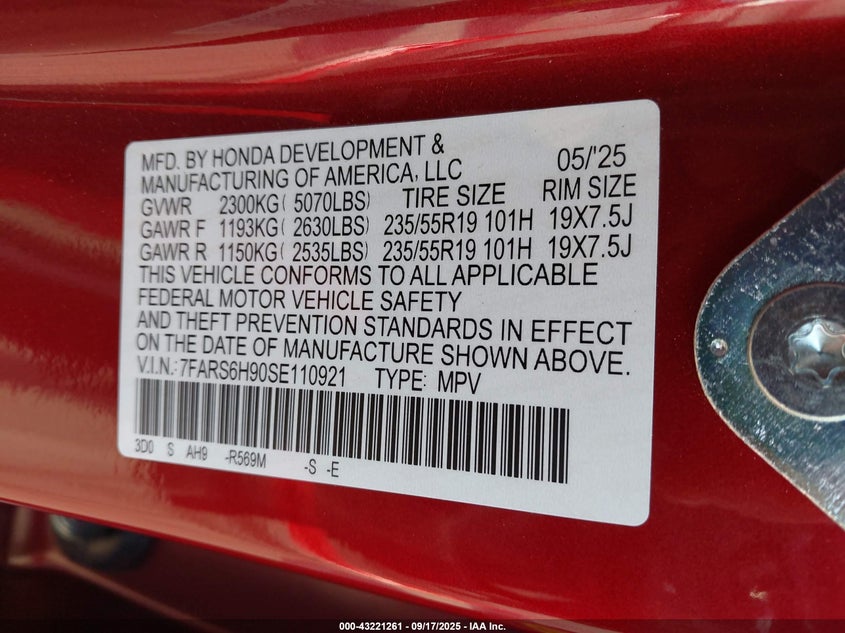 MFD. BY HONDA DEVELOPMENT & 05/'25
MANUFACTURING OF AMERICA, LLC
GVWR 2300KG( 5070LBS) TIRE SIZE RIM SIZE
GAWR F 1193KG( 2630LBS) 235/55R19 101H 19X7.5J
GAWR R 1150KG( 2535LBS) 235/55R19 101H 19X7.5J
THIS VEHICLE CONFORMS TO ALL APPLICABLE
FEDERAL MOTOR VEHICLE SAFETY
AND THEFT PREVENTION STANDARDS IN EFFECT
ON THE DATE OF MANUFACTURE SHOWN ABOVE.
V.I.N.: 7FARS6H90SE110921 TYPE: MPV
3D0 S AH9 -R569M -S -E
000-43221261 - 09/17/2025 - IAA Inc.